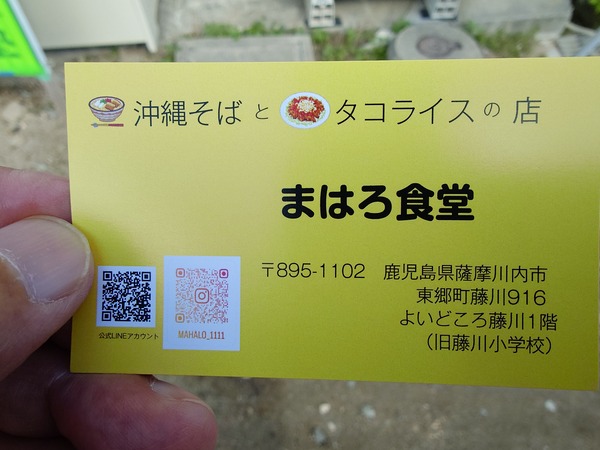 沖縄そばとタコライスの店
まはろ食堂
〒895-1102 鹿児島県薩摩川内市
東郷町藤川916
よいどころ藤川1階
（旧藤川小学校）
公式LINEアカウント
MAHALO_1111